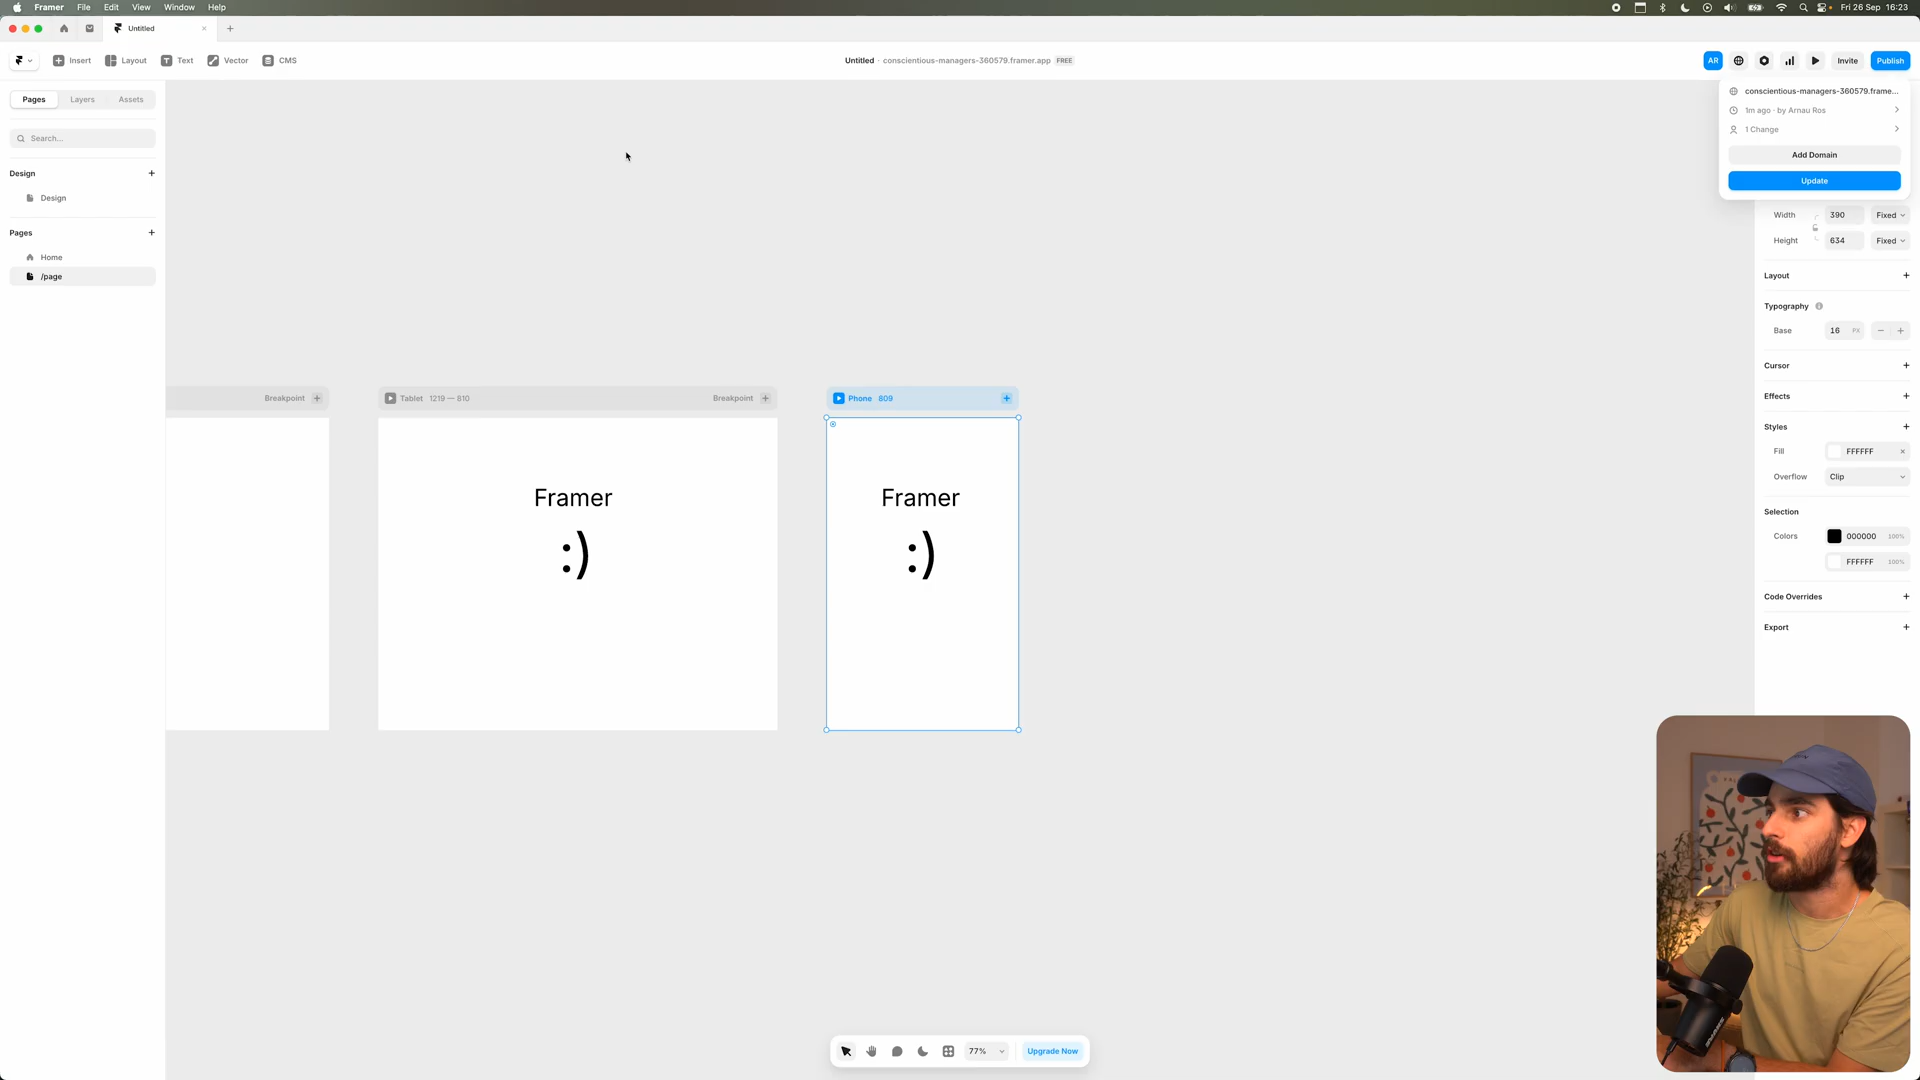 Framer File Edit View Window Help
Fri 26 Sep 16:23
Untitled
Insert Layout Text Vector CMS
Untitled · conscientious-managers-360579.framer.app FREE
AR Invite Publish
Pages Layers Assets
Search...
Design
Design
Pages
Home
/page
Breakpoint
Tablet 1219 — 810 Breakpoint
Phone 809
Framer
:)
Framer
:)
conscientious-managers-360579.frame...
1m ago · by Arnau Ros
1 Change
Add Domain
Update
Width 390 Fixed
Height 634 Fixed
Layout
Typography
Base 16 PX
Cursor
Effects
Styles
Fill FFFFFF
Overflow Clip
Selection
Colors 000000 100%
FFFFFF 100%
Code Overrides
Export
77% Upgrade Now